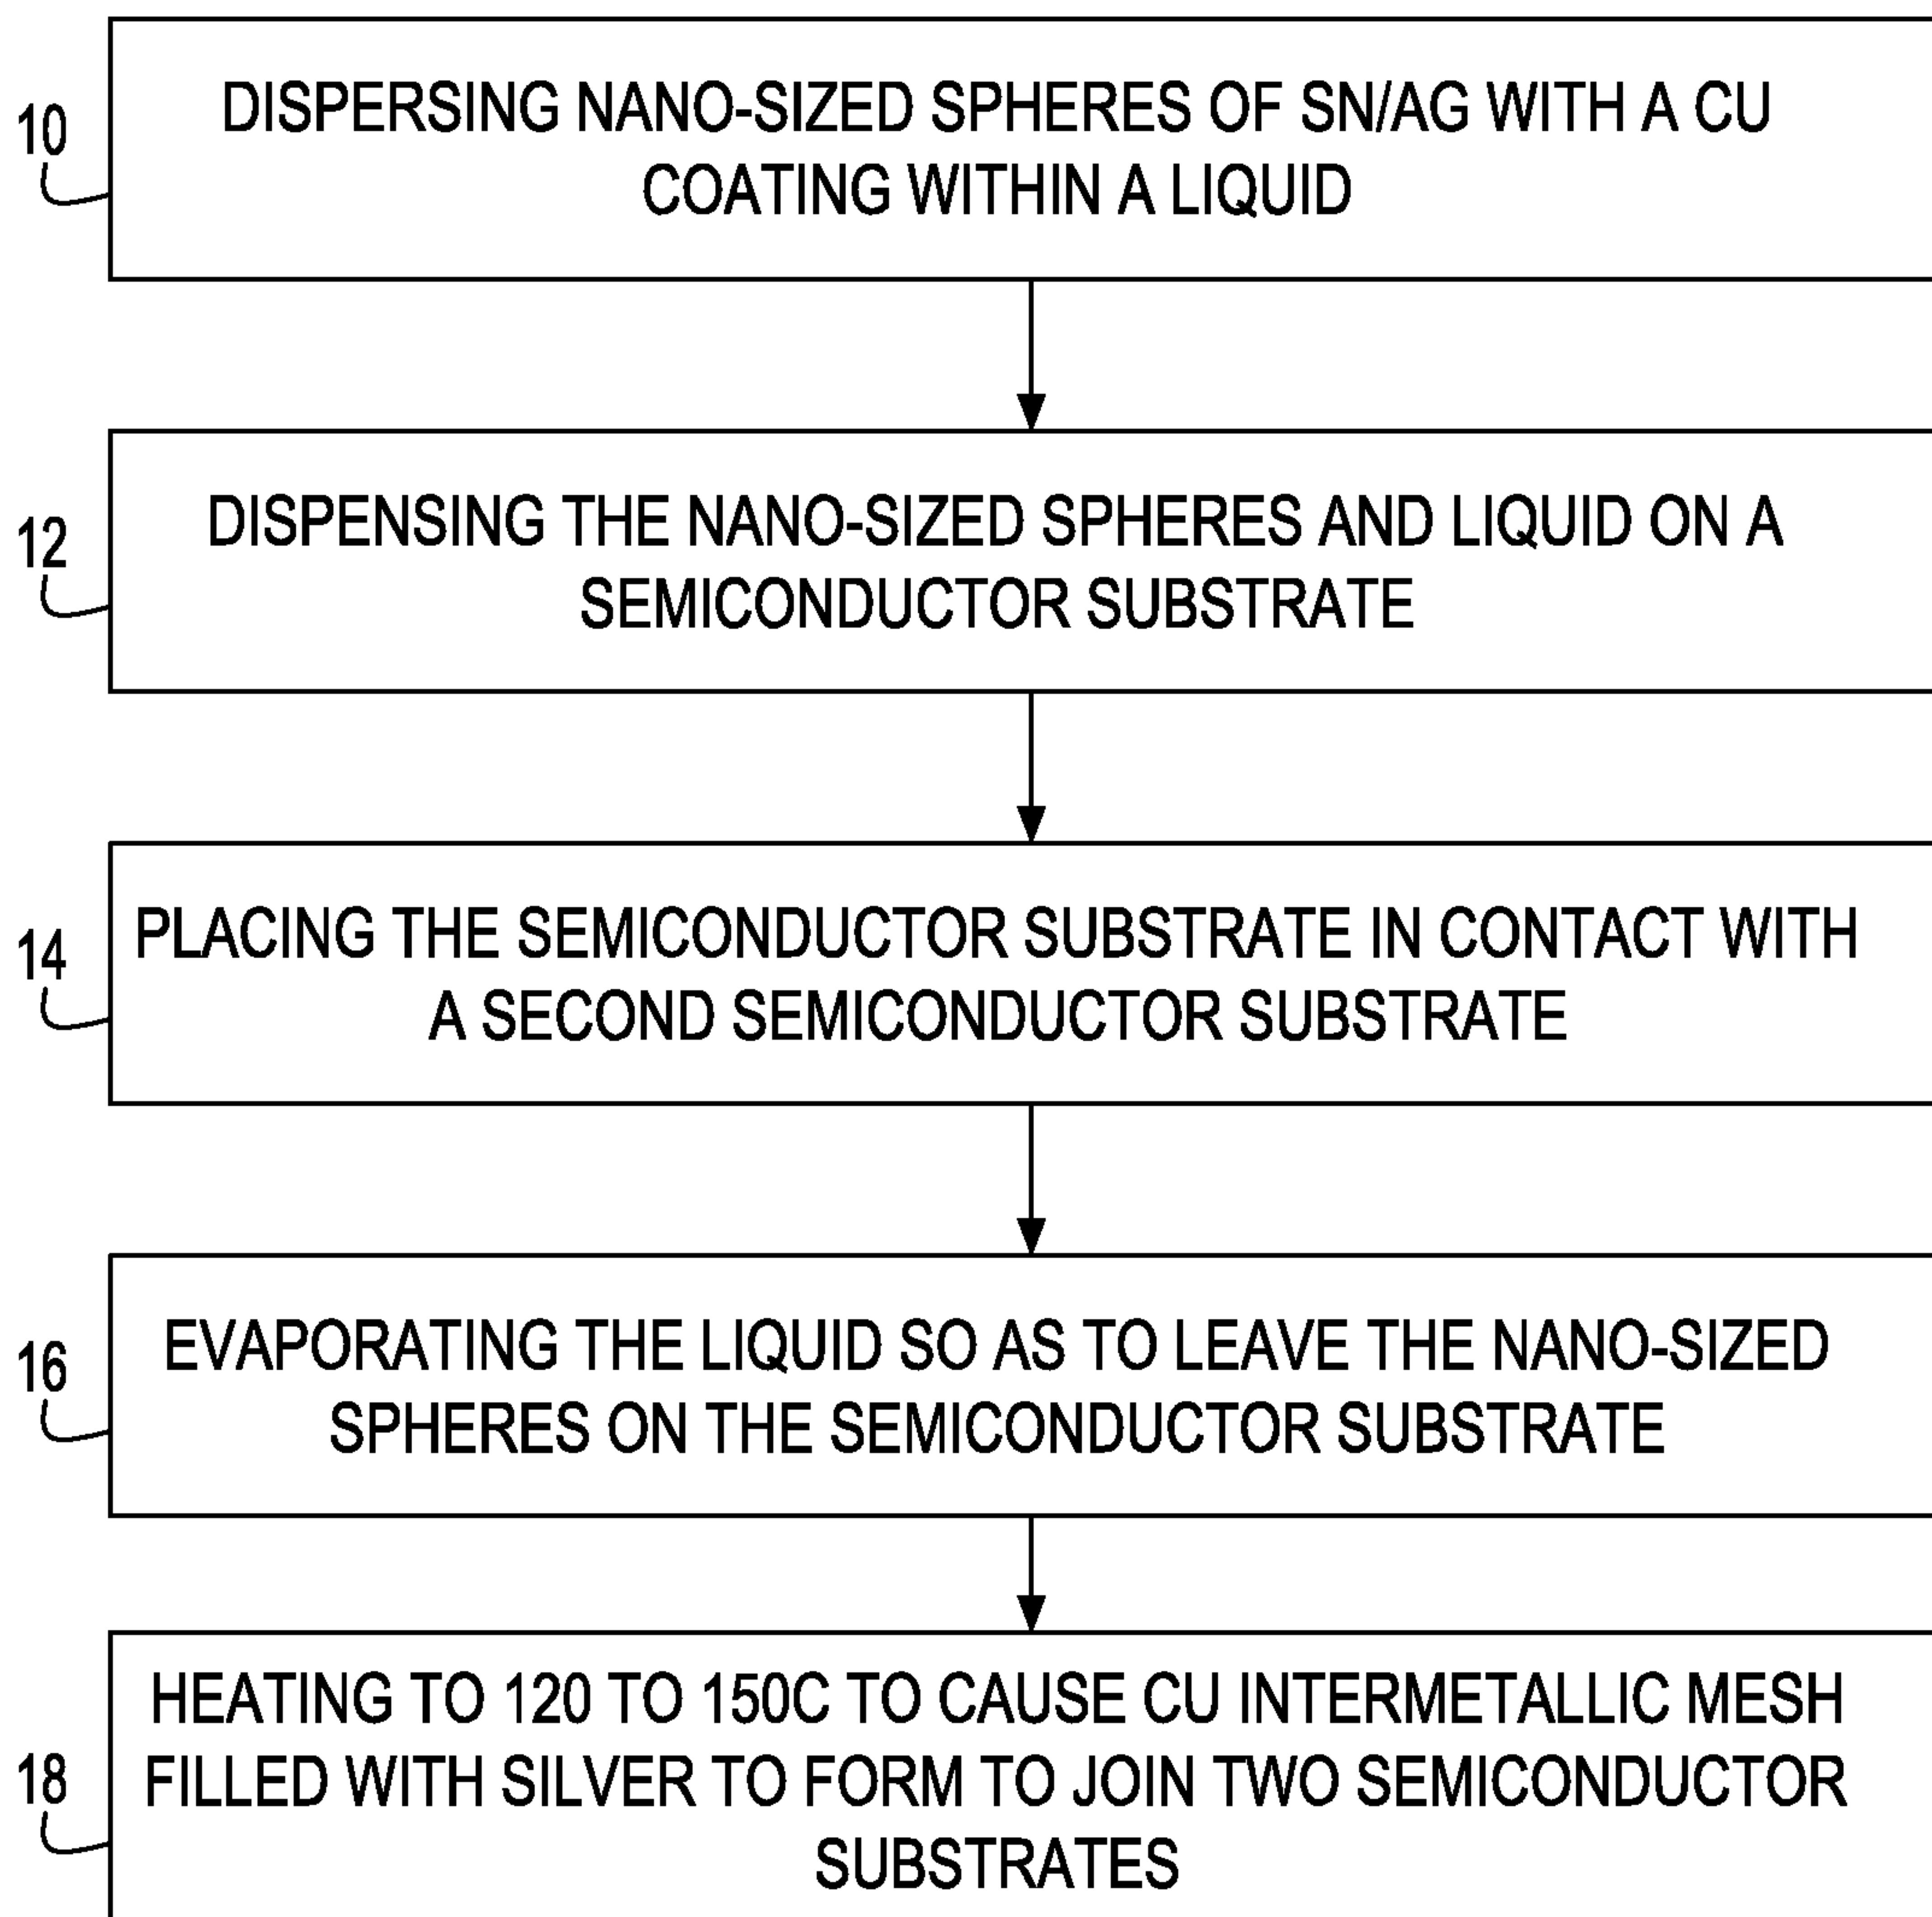 10
DISPERSING NANO-SIZED SPHERES OF SN/AG WITH A CU
COATING WITHIN A LIQUID
12
DISPENSING THE NANO-SIZED SPHERES AND LIQUID ON A
SEMICONDUCTOR SUBSTRATE
14
PLACING THE SEMICONDUCTOR SUBSTRATE IN CONTACT WITH
A SECOND SEMICONDUCTOR SUBSTRATE
16
EVAPORATING THE LIQUID SO AS TO LEAVE THE NANO-SIZED
SPHERES ON THE SEMICONDUCTOR SUBSTRATE
18
HEATING TO 120 TO 150C TO CAUSE CU INTERMETALLIC MESH
FILLED WITH SILVER TO FORM TO JOIN TWO SEMICONDUCTOR
SUBSTRATES